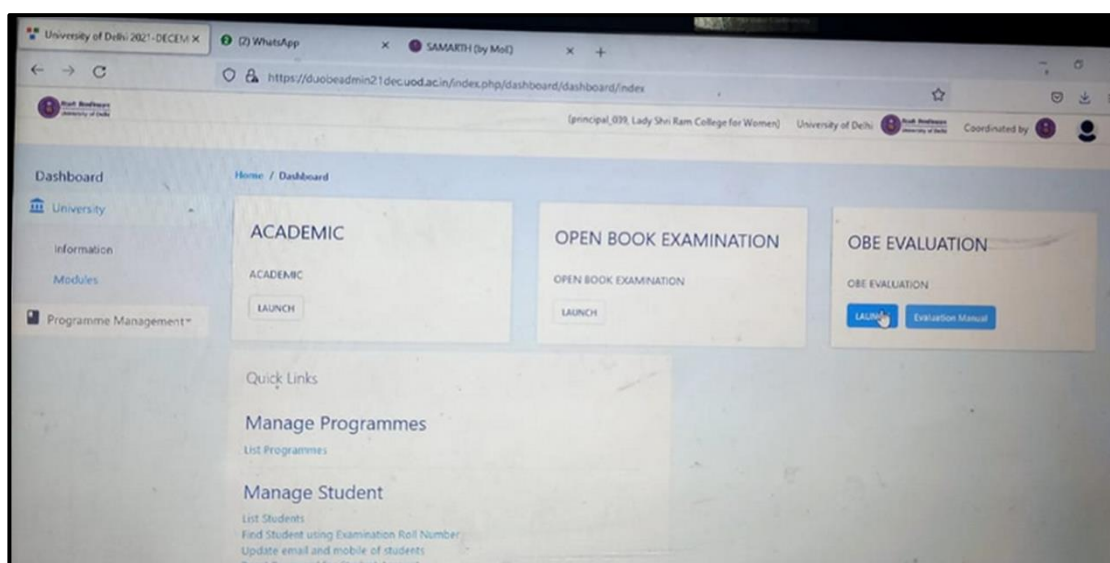 University of Delhi 2021-DECEM
(2) WhatsApp
SAMARTH (by MoE)
https://duobeadmin21dec.uod.ac.in/index.php/dashboard/dashboard/index
(principal_039, Lady Shri Ram College for Women) University of Delhi
Coordinated by
Dashboard
Home / Dashboard
University
Information
Modules
Programme Management
ACADEMIC
ACADEMIC
LAUNCH
OPEN BOOK EXAMINATION
OPEN BOOK EXAMINATION
LAUNCH
OBE EVALUATION
OBE EVALUATION
Evaluation Manual
Quick Links
Manage Programmes
List Programmes
Manage Student
List Students
Find Student using Examination Roll Number
Update email and mobile of students